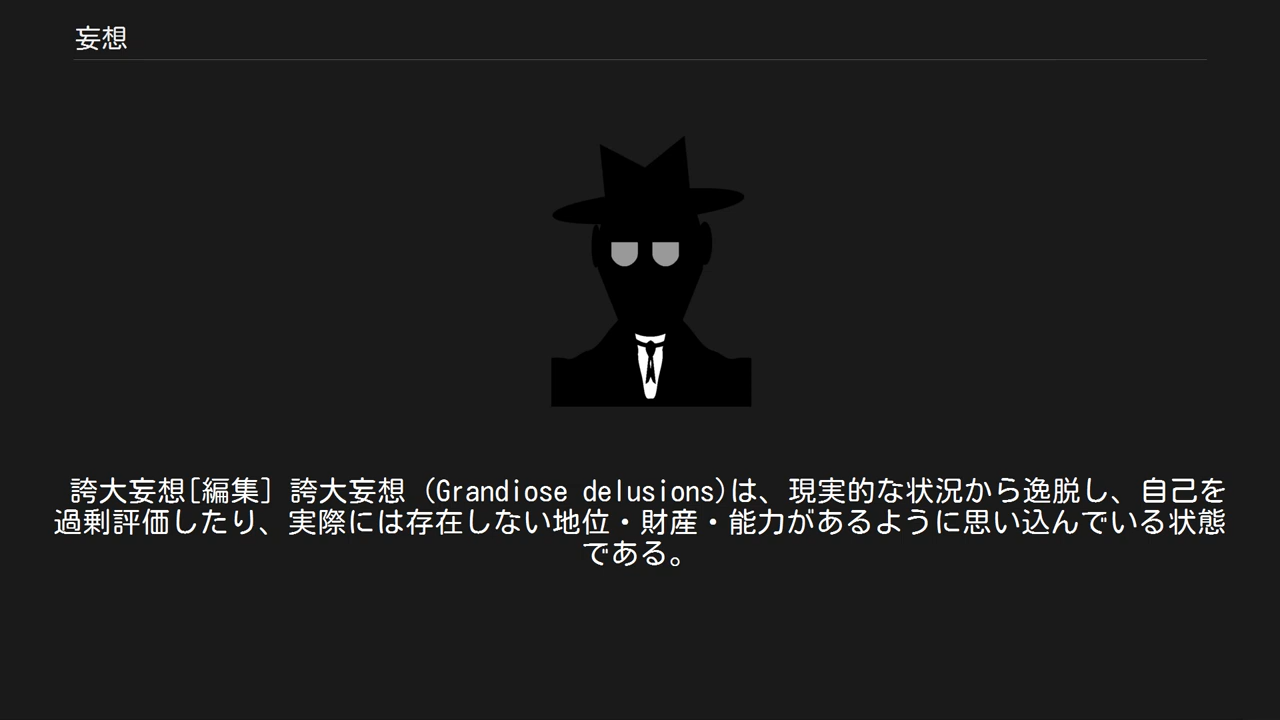 妄想
誇大妄想[編集] 誇大妄想 (Grandiose delusions)は、現実的な状況から逸脱し、自己を
過剰評価したり、実際には存在しない地位・財産・能力があるように思い込んでいる状態
である。